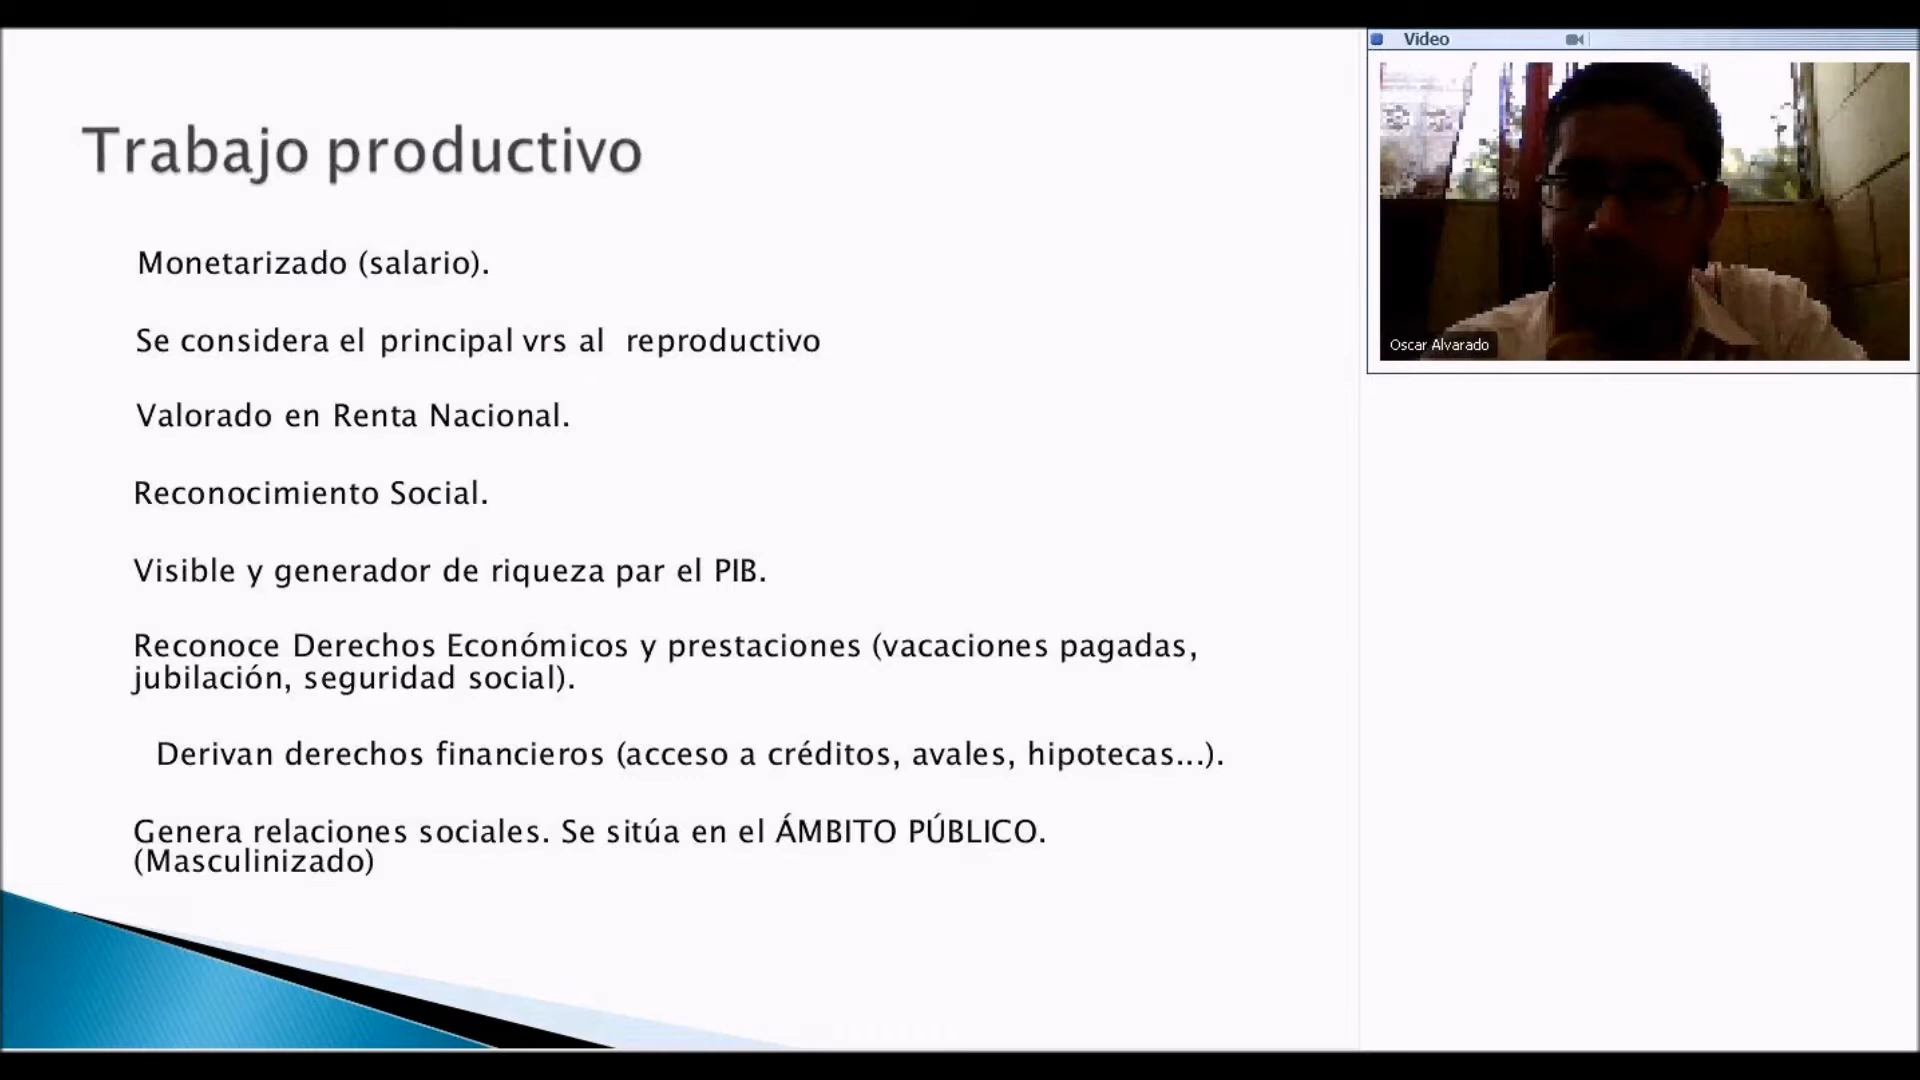 Trabajo productivo
Monetarizado (salario).
Se considera el principal vrs al reproductivo
Valorado en Renta Nacional.
Reconocimiento Social.
Visible y generador de riqueza par el PIB.
Reconoce Derechos Económicos y prestaciones (vacaciones pagadas,
jubilación, seguridad social).
Derivan derechos financieros (acceso a créditos, avales, hipotecas...).
Genera relaciones sociales. Se sitúa en el ÁMBITO PÚBLICO.
(Masculinizado)
Video
Oscar Alvarado